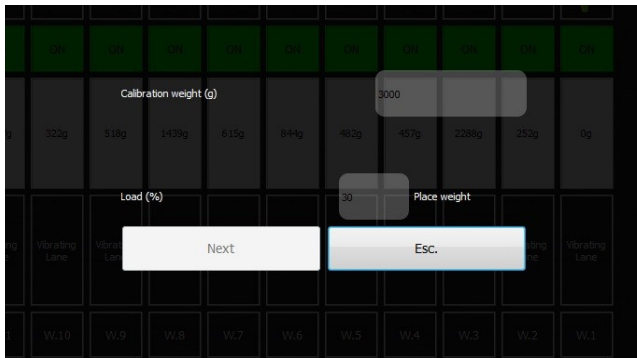 ON ON ON ON ON ON ON ON ON
Calibration weight (g) 3000
g 322g 518g 1439g 615g 844g 482g 457g 2288g 252g 0g
Load (%) 30 Place weight
Vibrating Vibrating
Lane Lane
Next Esc.
W.10 W.9 W.8 W.7 W.6 W.5 W.4 W.3 W.2 W.1